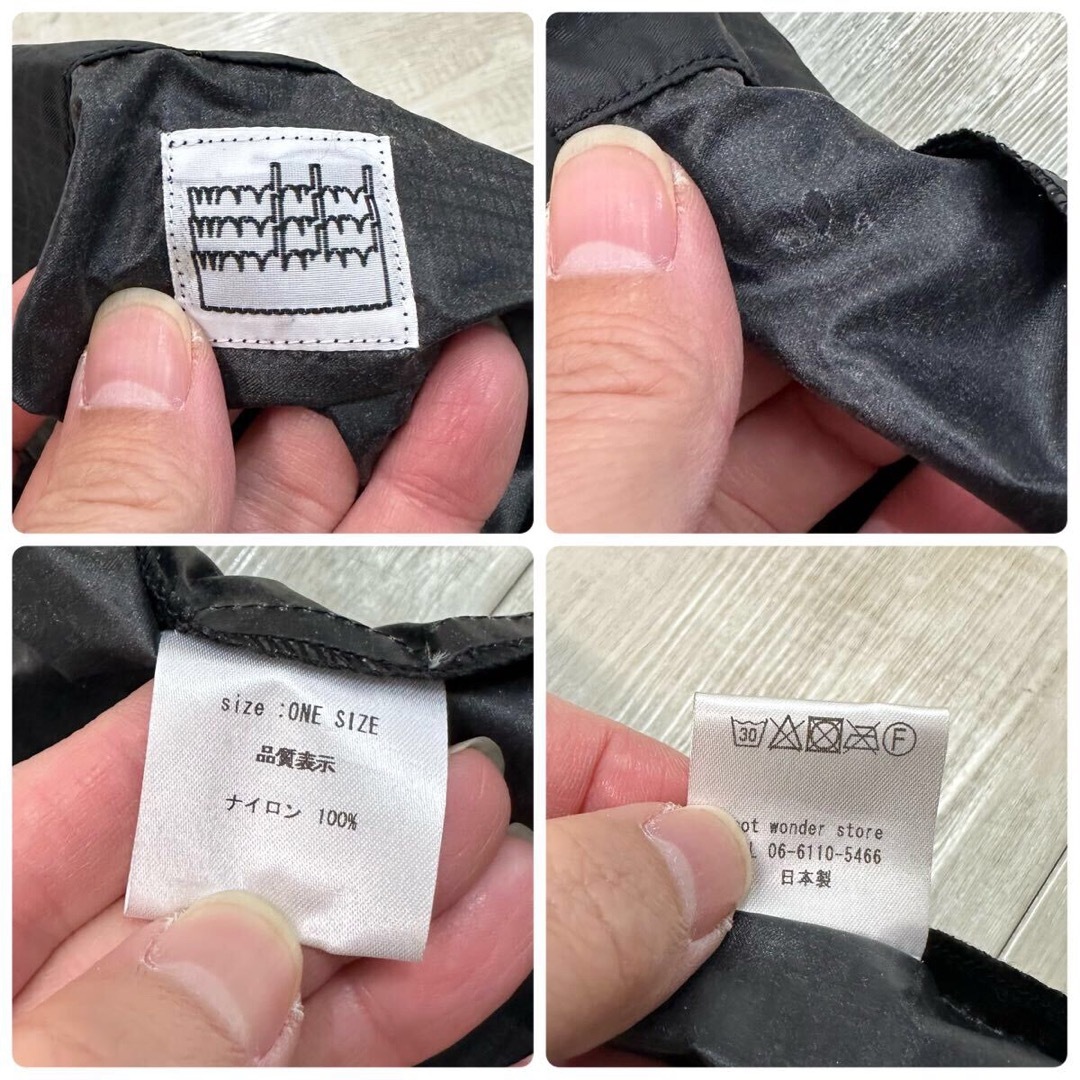 size :ONE SIZE
品質表示
ナイロン 100%
30
F
wonder store
06-6110-5466
日本製